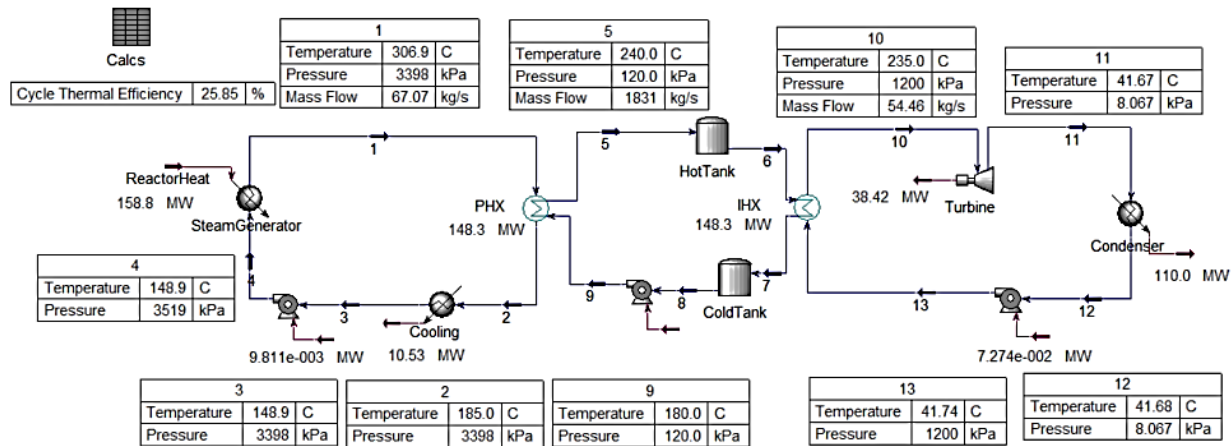 Calcs
Cycle Thermal Efficiency 25.85 %
1
Temperature 306.9 C
Pressure 3398 kPa
Mass Flow 67.07 kg/s
5
Temperature 240.0 C
Pressure 120.0 kPa
Mass Flow 1831 kg/s
10
Temperature 235.0 C
Pressure 1200 kPa
Mass Flow 54.46 kg/s
11
Temperature 41.67 C
Pressure 8.067 kPa
1
5
HotTank
6
10
11
ReactorHeat
158.8 MW
SteamGenerator
PHX
148.3 MW
IHX
148.3 MW
38.42 MW
Turbine
Condenser
110.0 MW
4
Temperature 148.9 C
Pressure 3519 kPa
4
3
Cooling
2
9
8
ColdTank
7
13
12
9.811e-003 MW
10.53 MW
7.274e-002 MW
3
Temperature 148.9 C
Pressure 3398 kPa
2
Temperature 185.0 C
Pressure 3398 kPa
9
Temperature 180.0 C
Pressure 120.0 kPa
13
Temperature 41.74 C
Pressure 1200 kPa
12
Temperature 41.68 C
Pressure 8.067 kPa